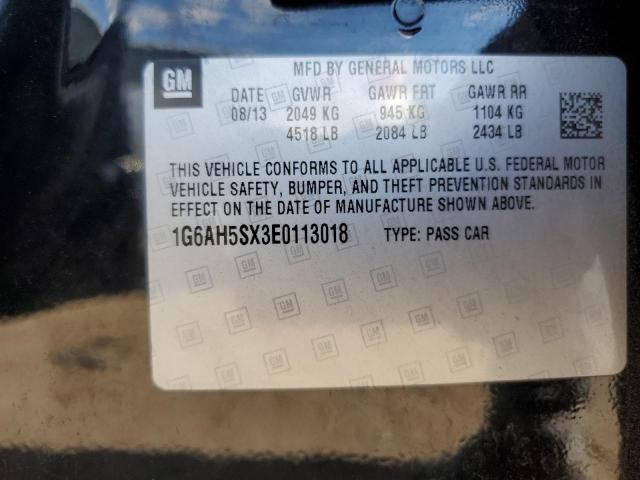 GM
MFD BY GENERAL MOTORS LLC
DATE GVWR GAWR FRT GAWR RR
08/13 2049 KG 945 KG 1104 KG
4518 LB 2084 LB 2434 LB
THIS VEHICLE CONFORMS TO ALL APPLICABLE U.S. FEDERAL MOTOR
VEHICLE SAFETY, BUMPER, AND THEFT PREVENTION STANDARDS IN
EFFECT ON THE DATE OF MANUFACTURE SHOWN ABOVE.
1G6AH5SX3E0113018 TYPE: PASS CAR